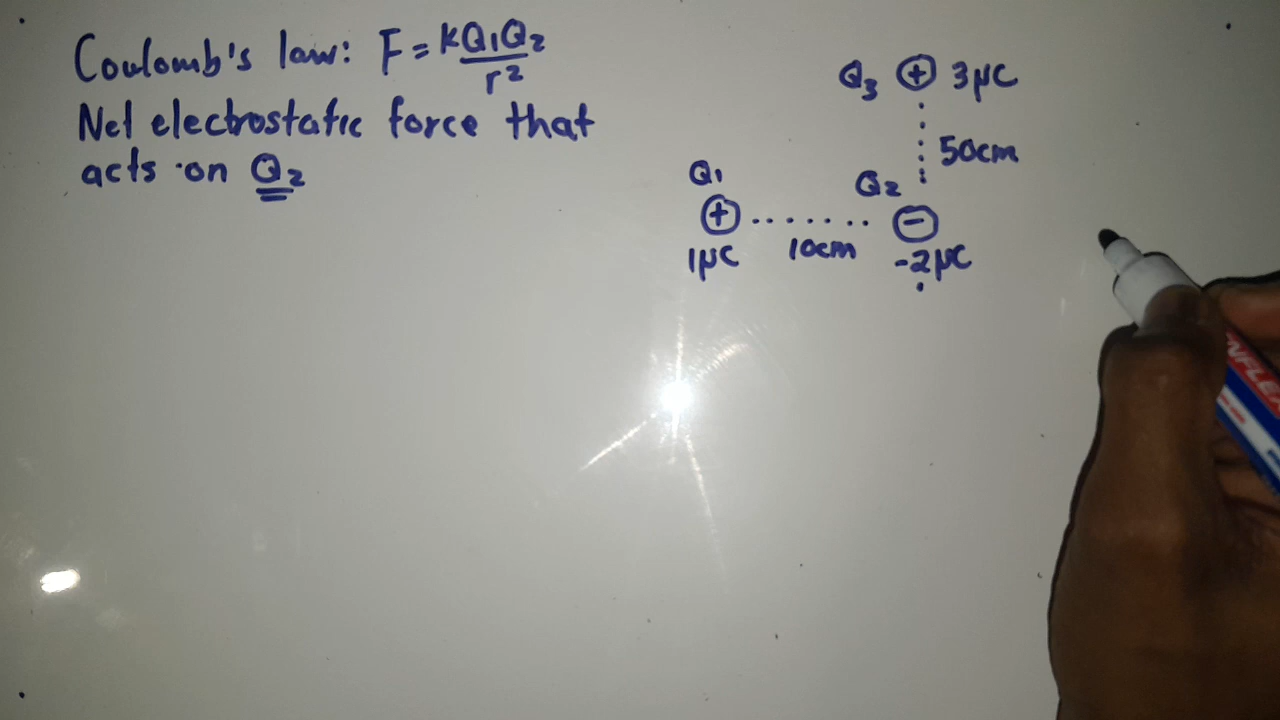 Coulomb's law: F = kQ₁Q₂/r²
Net electrostatic force that
acts on Q₂
Q₃ + 3μC
50cm
Q₁ Q₂
+ −
1μC 10cm -2μC